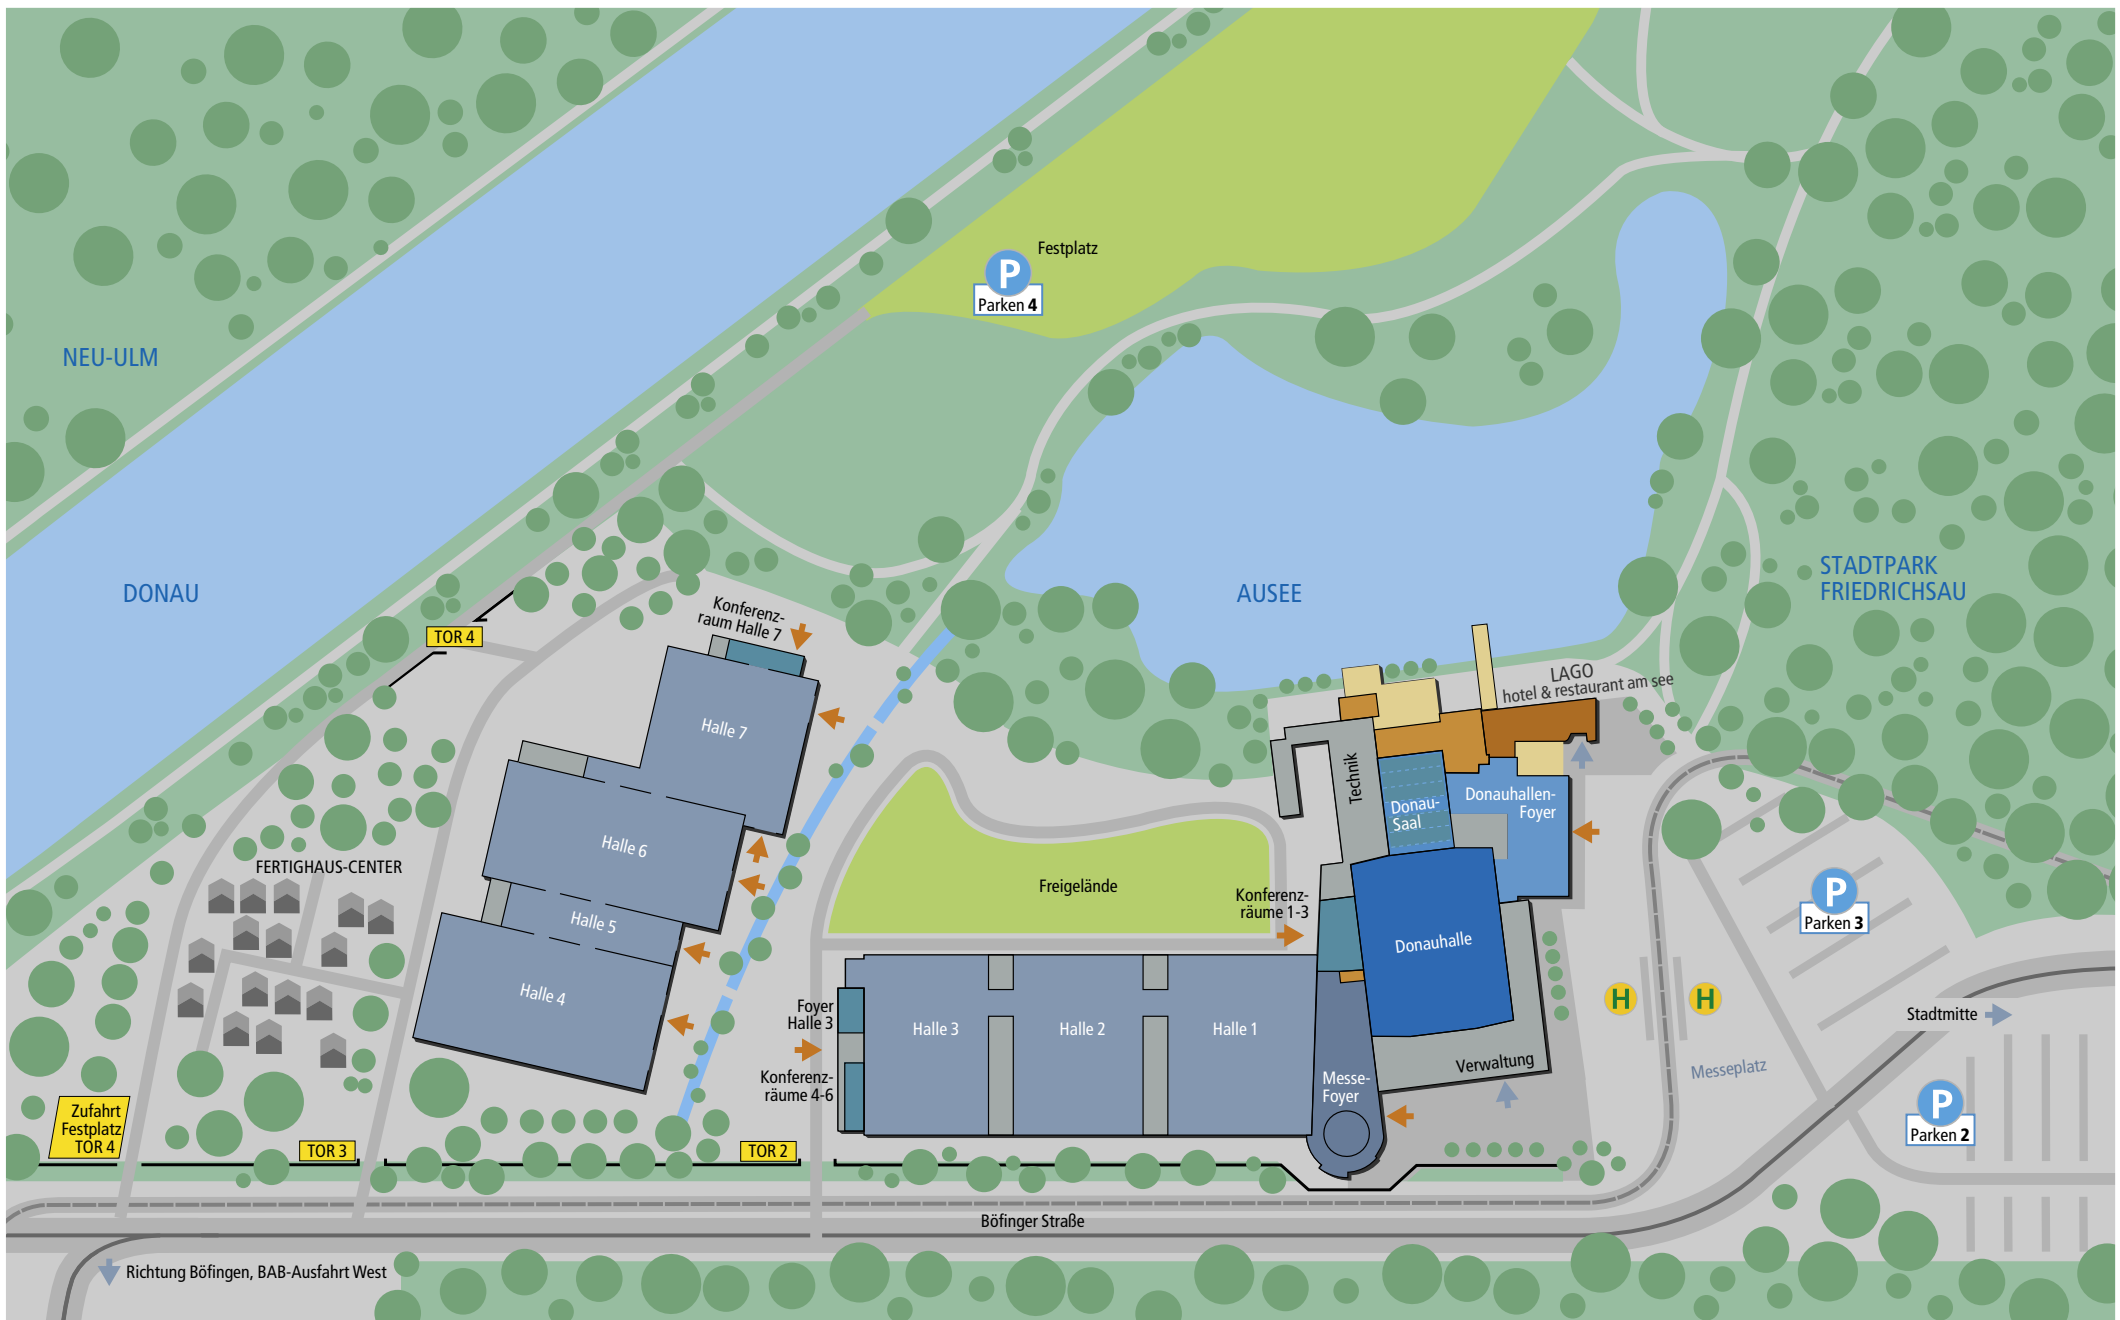 Festplatz
P
Parken 4
NEU-ULM
DONAU
AUSEE
STADTPARK
FRIEDRICHSAU
TOR 4
Konferenz-
raum Halle 7
LAGO
hotel & restaurant am see
Halle 7
Technik
Donau-
Saal
Donauhallen-
Foyer
Halle 6
FERTIGHAUS-CENTER
Freigelände
Konferenz-
räume 1-3
P
Parken 3
Halle 5
Donauhalle
Halle 4
Foyer
Halle 3
Halle 3
Halle 2
Halle 1
H
H
Stadtmitte
Konferenz-
räume 4-6
Messe-
Foyer
Verwaltung
Messeplatz
P
Parken 2
Zufahrt
Festplatz
TOR 4
TOR 3
TOR 2
Böfinger Straße
Richtung Böfingen, BAB-Ausfahrt West